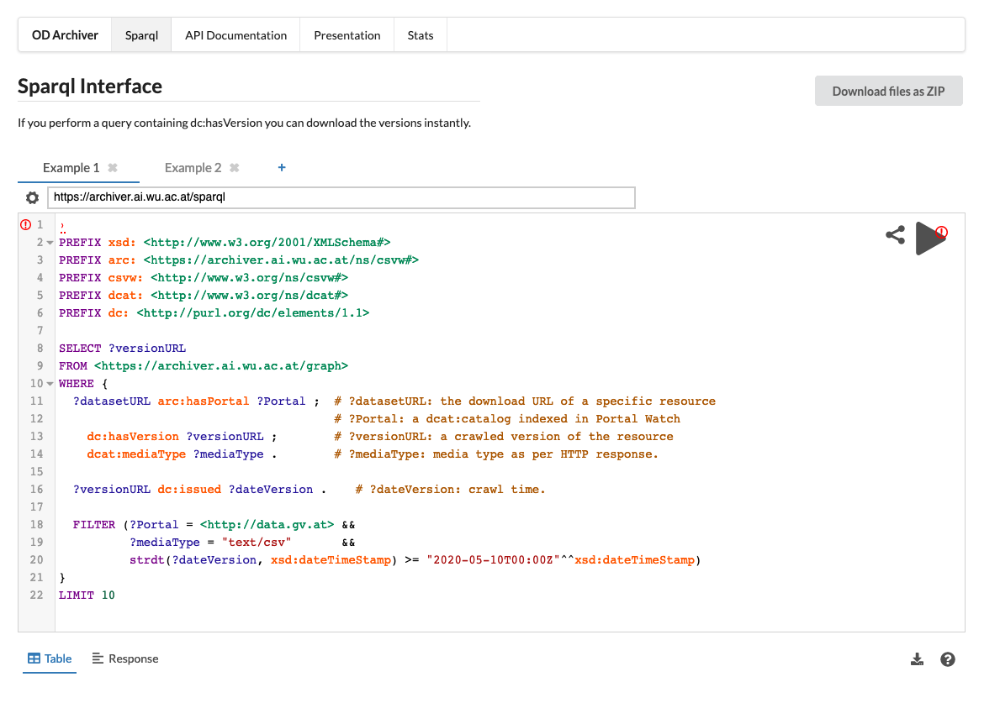 OD Archiver Sparql API Documentation Presentation Stats
Sparql Interface
Download files as ZIP
If you perform a query containing dc:hasVersion you can download the versions instantly.
Example 1 ✖ Example 2 ✖ +
https://archiver.ai.wu.ac.at/sparql
1 ›
2 PREFIX xsd: <http://www.w3.org/2001/XMLSchema#>
3 PREFIX arc: <https://archiver.ai.wu.ac.at/ns/csvw#>
4 PREFIX csvw: <http://www.w3.org/ns/csvw#>
5 PREFIX dcat: <http://www.w3.org/ns/dcat#>
6 PREFIX dc: <http://purl.org/dc/elements/1.1>
7
8 SELECT ?versionURL
9 FROM <https://archiver.ai.wu.ac.at/graph>
10 WHERE {
11 ?datasetURL arc:hasPortal ?Portal ; # ?datasetURL: the download URL of a specific resource
12 # ?Portal: a dcat:catalog indexed in Portal Watch
13 dc:hasVersion ?versionURL ; # ?versionURL: a crawled version of the resource
14 dcat:mediaType ?mediaType . # ?mediaType: media type as per HTTP response.
15
16 ?versionURL dc:issued ?dateVersion . # ?dateVersion: crawl time.
17
18 FILTER (?Portal = <http://data.gv.at> &&
19 ?mediaType = "text/csv" &&
20 strdt(?dateVersion, xsd:dateTimeStamp) >= "2020-05-10T00:00Z"^^xsd:dateTimeStamp)
21 }
22 LIMIT 10
Table Response